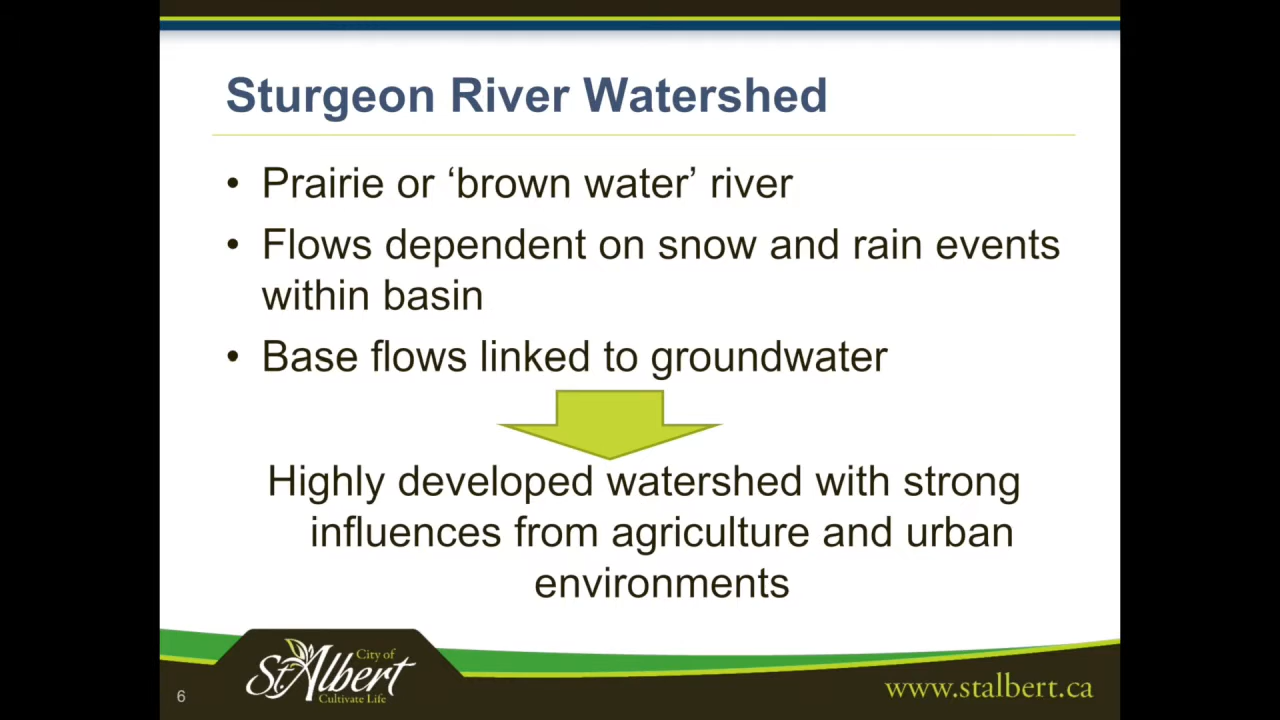 Sturgeon River Watershed
• Prairie or ‘brown water’ river
• Flows dependent on snow and rain events
within basin
• Base flows linked to groundwater
Highly developed watershed with strong
influences from agriculture and urban
environments
City of
St. Albert
Cultivate Life
6
www.stalbert.ca